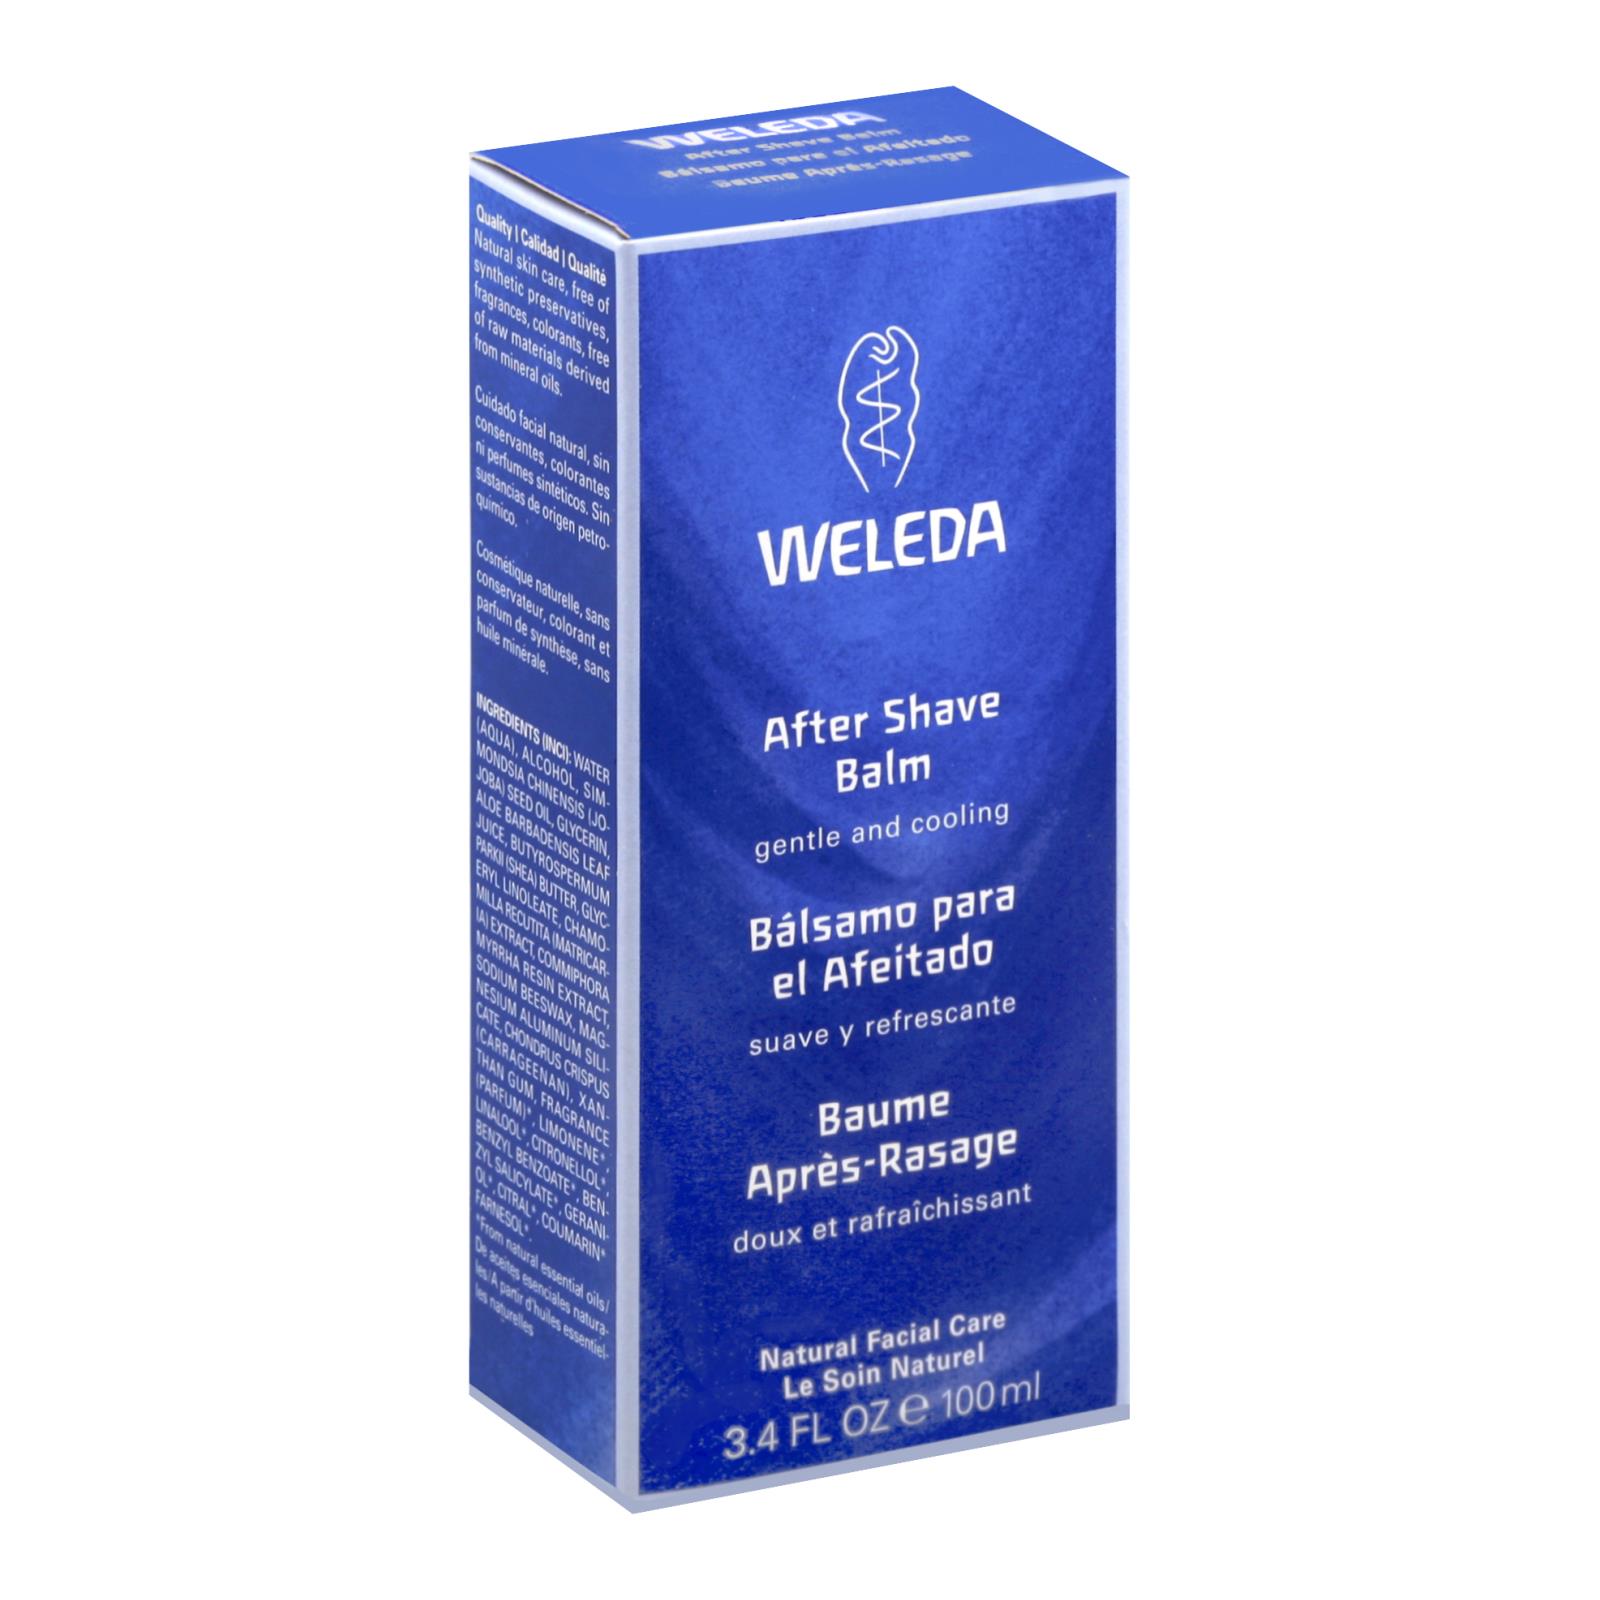 WELEDA
After Shave Balm
Bálsamo para el Afeitado
Baume Après-Rasage
Quality | Calidad | Qualité
Natural skin care, free of
synthetic preservatives,
fragrances, colorants, free
of raw materials derived
from mineral oils.
Cuidado facial natural, sin
conservantes, colorantes
ni perfumes sintéticos. Sin
sustancias de origen petro-
químico.
Cosmétique naturelle, sans
conservateur, colorant et
parfum de synthèse, sans
huile minérale.
INGREDIENTS (INCI): WATER
(AQUA), ALCOHOL, SIM-
MONDSIA CHINENSIS (JO-
JOBA) SEED OIL, GLYCERIN,
ALOE BARBADENSIS LEAF
JUICE, BUTYROSPERMUM
PARKII (SHEA) BUTTER, GLYC-
ERYL LINOLEATE, CHAMO-
MILLA RECUTITA (MATRICAR-
IA) EXTRACT, COMMIPHORA
MYRRHA RESIN EXTRACT,
SODIUM BEESWAX, MAG-
NESIUM ALUMINUM SILI-
CATE, CHONDRUS CRISPUS
(CARRAGEENAN), XAN-
THAN GUM, FRAGRANCE
(PARFUM)*, LIMONENE*,
LINALOOL*, CITRONELLOL*,
BENZYL BENZOATE*, BEN-
ZYL SALICYLATE*, GERANI-
OL*, CITRAL*, COUMARIN*
FARNESOL*.
*From natural essential oils/
De aceites esenciales natura-
les/A partir d'huiles essentiel-
les naturelles
WELEDA
After Shave
Balm
gentle and cooling
Bálsamo para
el Afeitado
suave y refrescante
Baume
Après-Rasage
doux et rafraîchissant
Natural Facial Care
Le Soin Naturel
3.4 FL OZ ℮ 100 ml